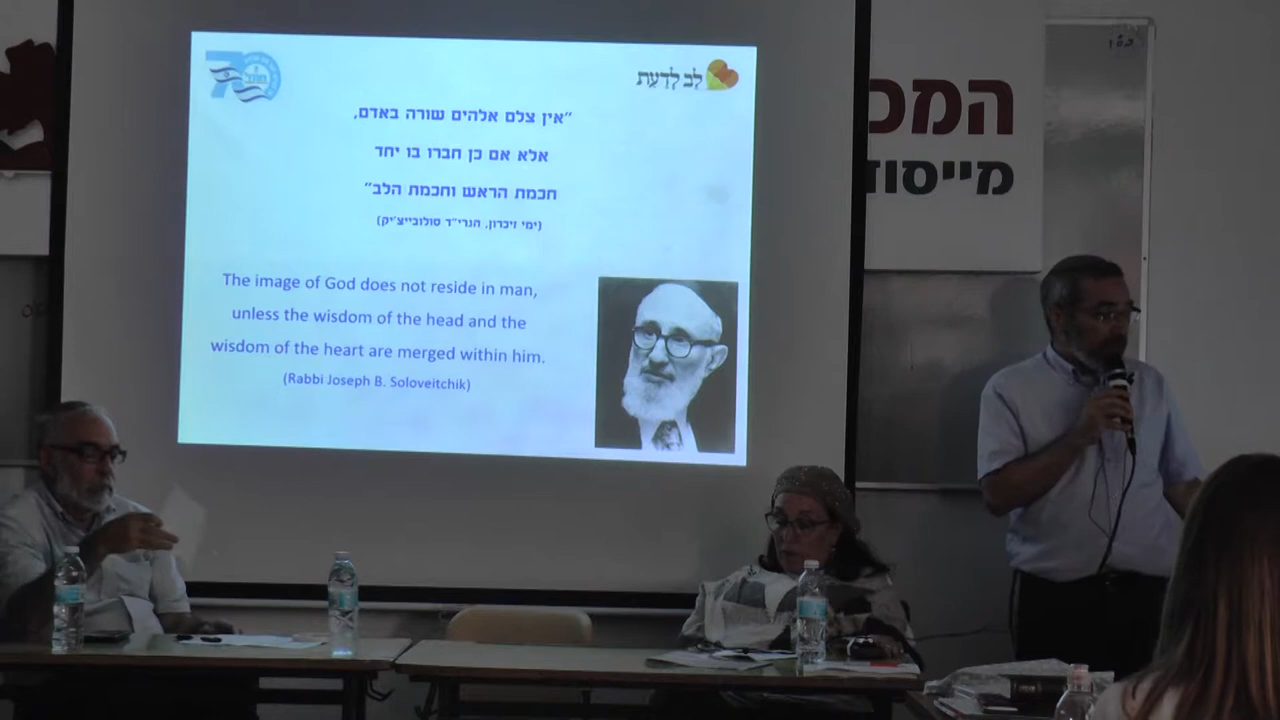 70
לב לדעת
"אין צלם אלהים שורה באדם,
אלא אם כן חברו בו יחד
חכמת הראש וחכמת הלב"
(ימי זיכרון, הגרי"ד סולובייצ'יק)
The image of God does not reside in man,
unless the wisdom of the head and the
wisdom of the heart are merged within him.
(Rabbi Joseph B. Soloveitchik)
המכ
מייסוד